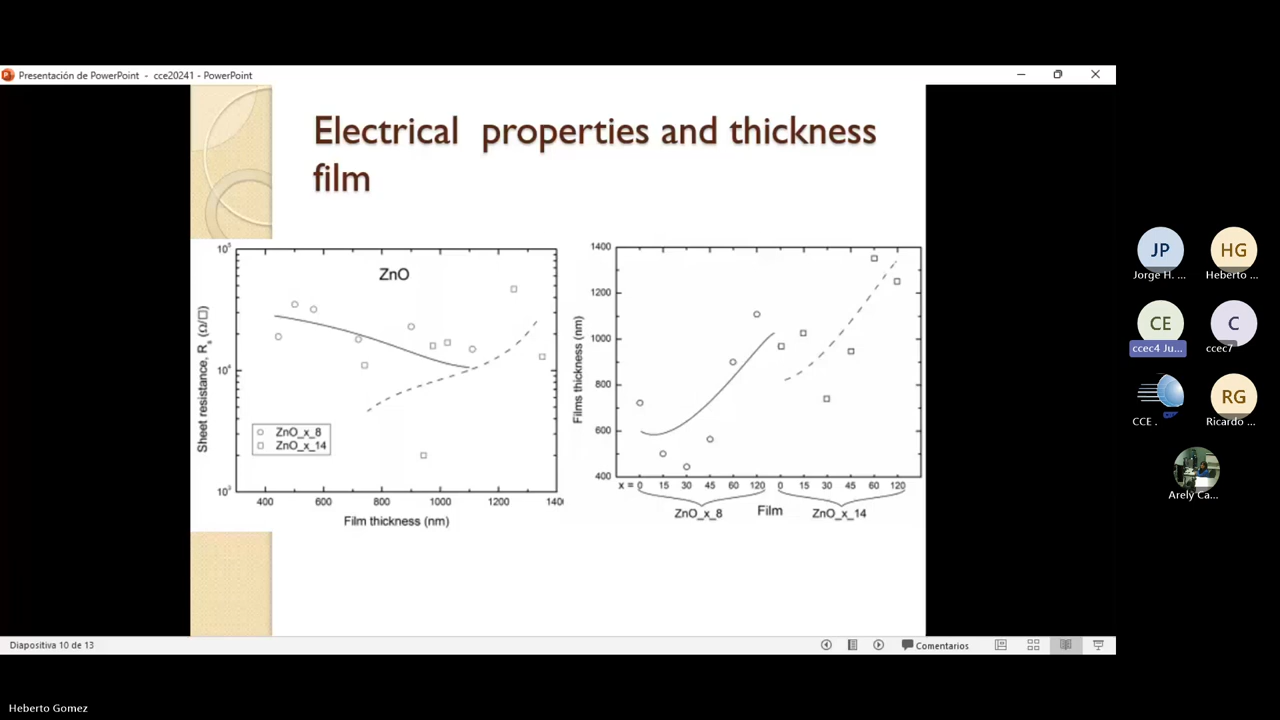 Presentación de PowerPoint - cce20241 - PowerPoint
Electrical properties and thickness
film
10⁵
10⁴
10³
Sheet resistance, Rₛ (Ω/□)
ZnO
ZnO_x_8
ZnO_x_14
400 600 800 1000 1200 140
Film thickness (nm)
1400
1200
1000
800
600
400
Films thickness (nm)
x = 0 15 30 45 60 120 0 15 30 45 60 120
ZnO_x_8 Film ZnO_x_14
JP
HG
Jorge H. ...
Heberto ...
CE
C
ccec4 Ju...
ccec7
RG
CCE .
Ricardo ...
Arely Ca...
Diapositiva 10 de 13
Comentarios
Heberto Gomez